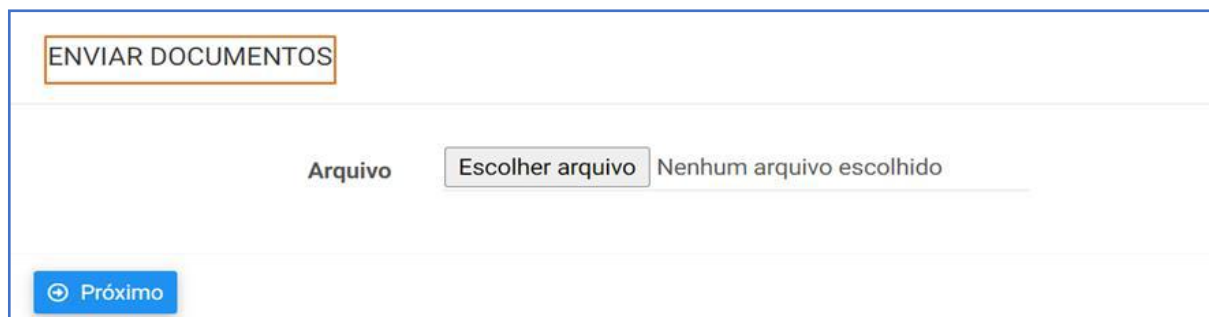 ENVIAR DOCUMENTOS
Arquivo Escolher arquivo Nenhum arquivo escolhido
Próximo